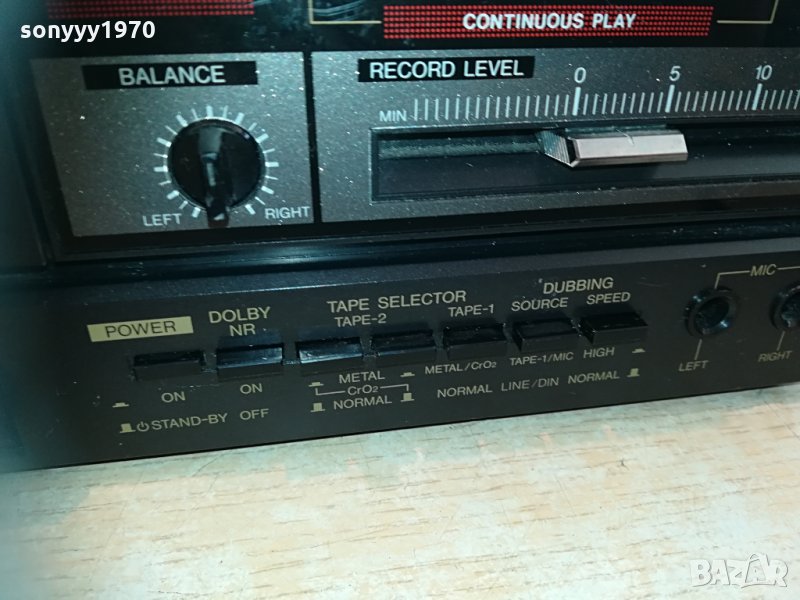 sonyyy1970
CONTINUOUS PLAY
BALANCE
RECORD LEVEL
0 5 10
MIN
LEFT RIGHT
DUBBING
MIC
TAPE SELECTOR
DOLBY NR
TAPE-2
TAPE-1
SOURCE
SPEED
POWER
LEFT RIGHT
ON ON
METAL
METAL/CrO2
TAPE-1/MIC
HIGH
CrO2
STAND-BY OFF
NORMAL
NORMAL LINE/DIN NORMAL
BAZAR.BG